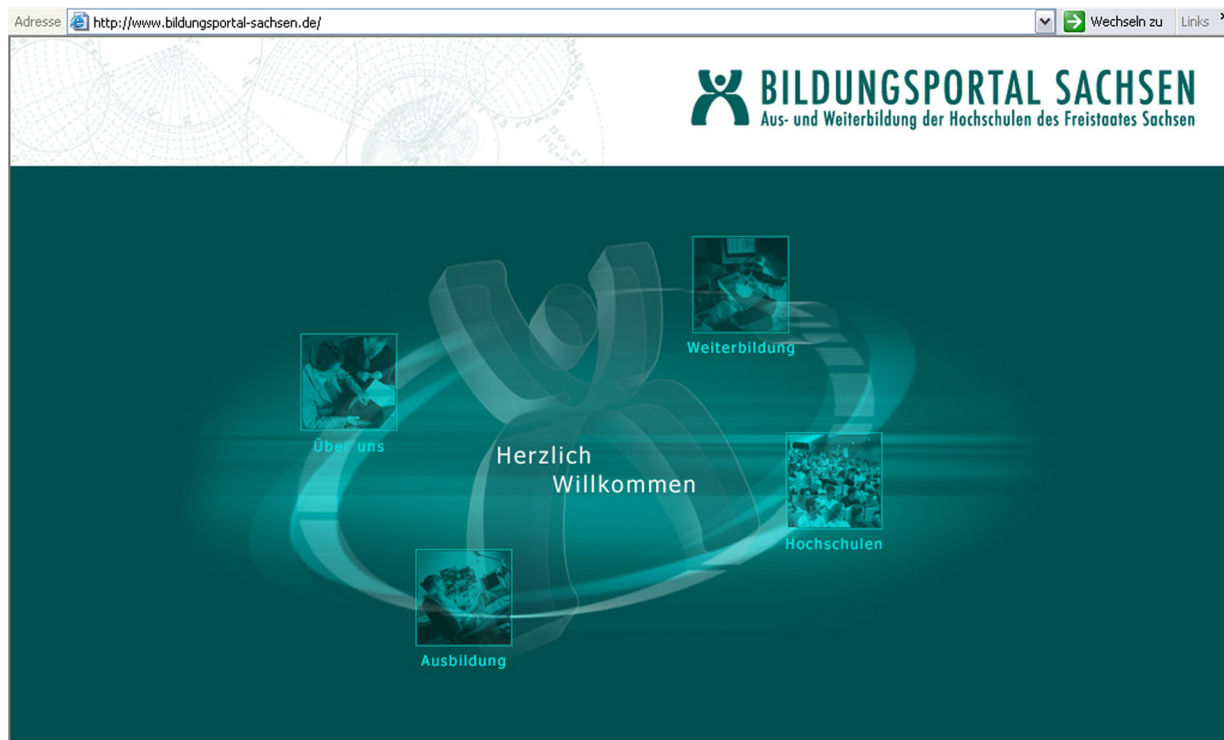 Adresse http://www.bildungsportal-sachsen.de/ Wechseln zu Links
BILDUNGSPORTAL SACHSEN
Aus- und Weiterbildung der Hochschulen des Freistaates Sachsen
Weiterbildung
Über uns
Herzlich
Willkommen
Hochschulen
Ausbildung